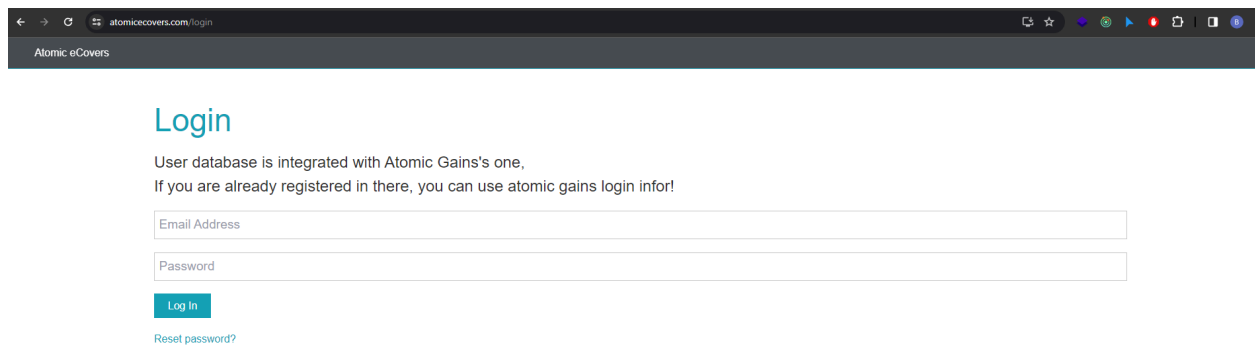 atomicecovers.com/login
B
Atomic eCovers
Login
User database is integrated with Atomic Gains's one,
If you are already registered in there, you can use atomic gains login infor!
Email Address
Password
Log In
Reset password?